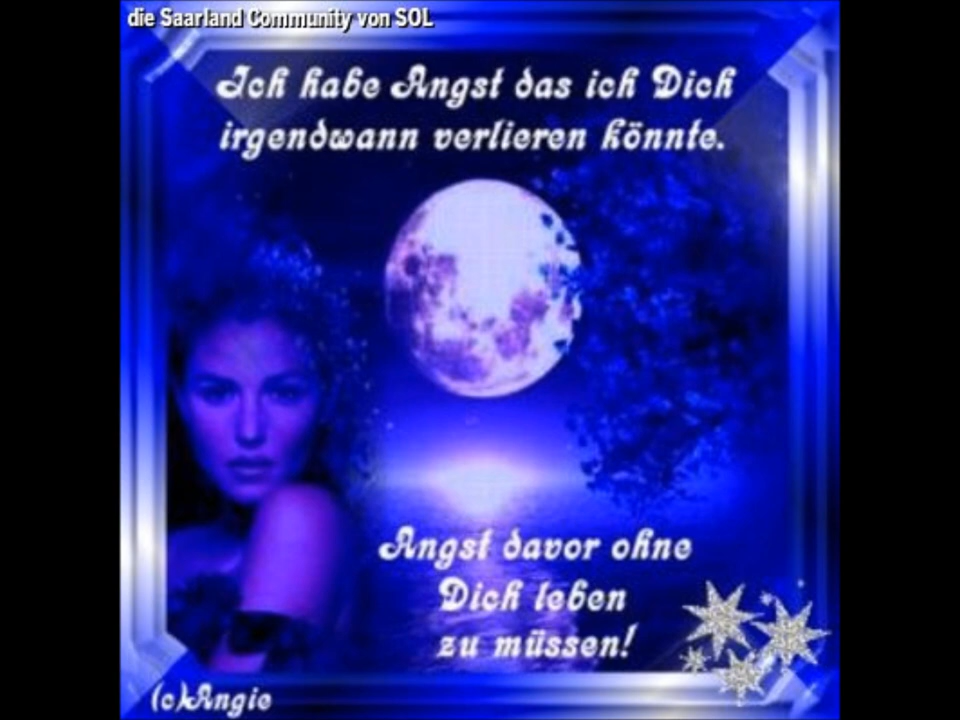 die Saarland Community von SOL
Ich habe Angst das ich Dich
irgendwann verlieren könnte.
Angst davor ohne
Dich leben
zu müssen!
(c)Angie